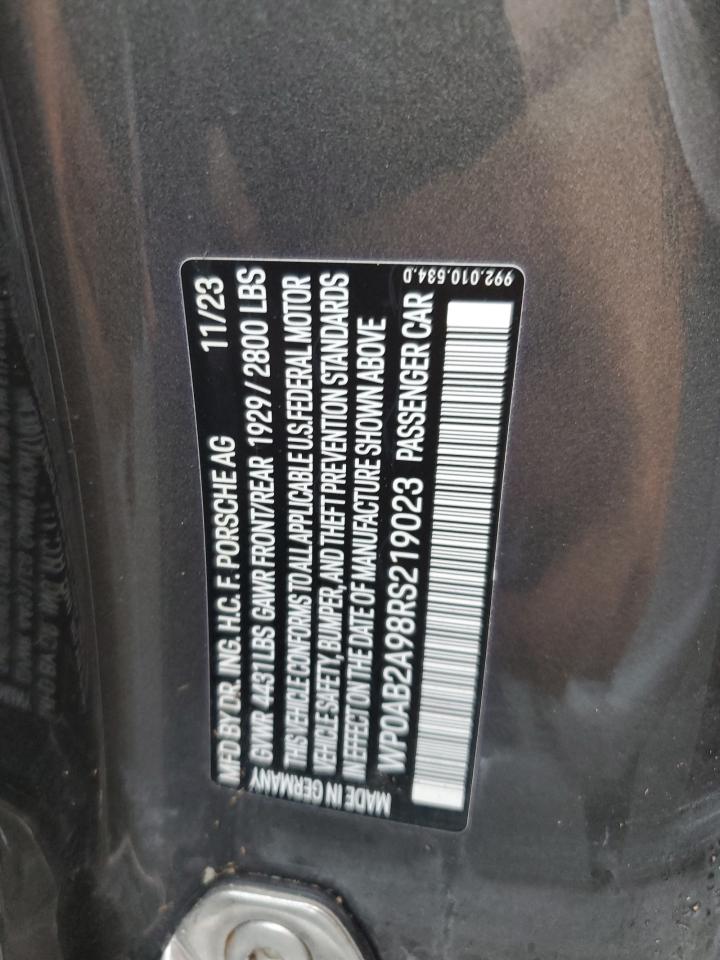 MFD BY DR. ING. H.C. F. PORSCHE AG 11/23
GVWR 4431 LBS GAWR FRONT/REAR 1929 / 2800 LBS
THIS VEHICLE CONFORMS TO ALL APPLICABLE U.S. FEDERAL MOTOR
VEHICLE SAFETY, BUMPER, AND THEFT PREVENTION STANDARDS
IN EFFECT ON THE DATE OF MANUFACTURE SHOWN ABOVE
WP0AB2A98RS219023 PASSENGER CAR
MADE IN GERMANY
992.010.534.0